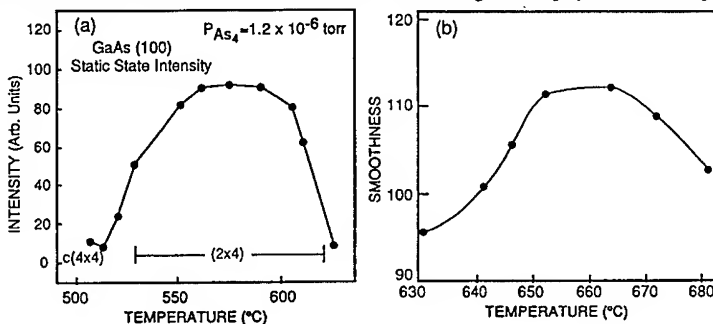 (a)
P As4 =1.2 x 10-6 torr
GaAs (100)
Static State Intensity
INTENSITY (Arb. Units)
120
100
80
60
40
20
0
c(4x4)
(2x4)
500
550
600
TEMPERATURE (°C)
(b)
SMOOTHNESS
120
110
100
90
630
640
650
660
670
680
TEMPERATURE (°C)